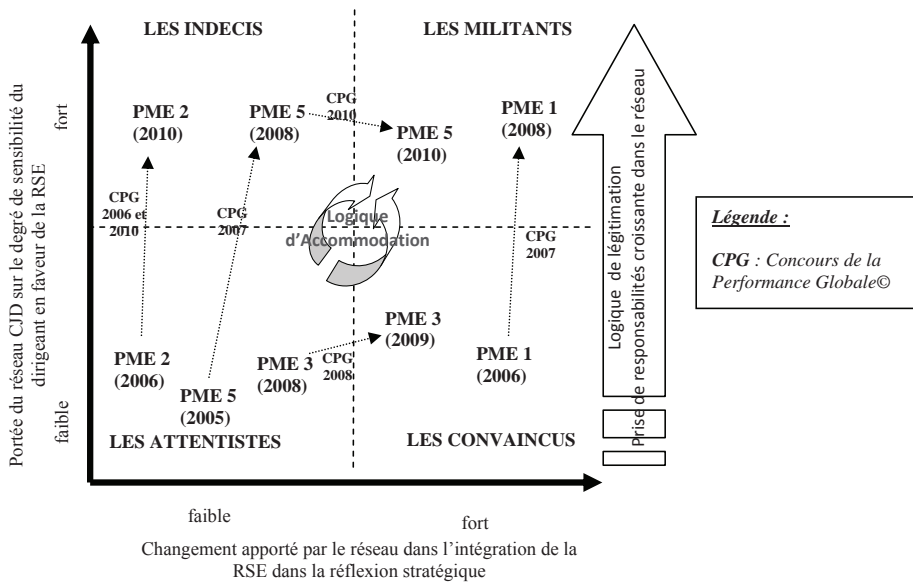 LES INDECIS
LES MILITANTS
Portée du réseau CJD sur le degré de sensibilité du
dirigeant en faveur de la RSE
fort
faible
PME 2
(2010)
PME 5
(2008)
CPG
2010
PME 5
(2010)
PME 1
(2008)
CPG
2006 et
2010
CPG
2007
Logique
d’Accommodation
CPG
2007
PME 2
(2006)
PME 5
(2005)
PME 3
(2008)
CPG
2008
PME 3
(2009)
PME 1
(2006)
LES ATTENTISTES
LES CONVAINCUS
Logique de légitimation
Prise de responsabilités croissante dans le réseau
Légende :
CPG : Concours de la
Performance Globale©
faible
fort
Changement apporté par le réseau dans l’intégration de la
RSE dans la réflexion stratégique